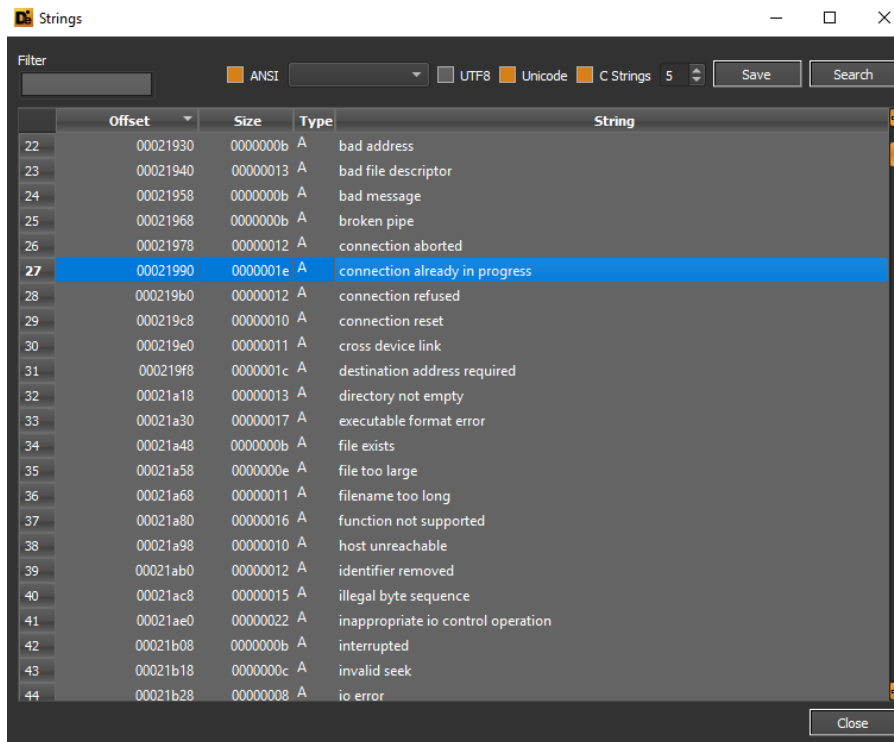 De Strings
Filter
ANSI UTF8 Unicode C Strings 5 Save Search
Offset Size Type String
22 00021930 0000000b A bad address
23 00021940 00000013 A bad file descriptor
24 00021958 0000000b A bad message
25 00021968 0000000b A broken pipe
26 00021978 00000012 A connection aborted
27 00021990 0000001e A connection already in progress
28 000219b0 00000012 A connection refused
29 000219c8 00000010 A connection reset
30 000219e0 00000011 A cross device link
31 000219f8 0000001c A destination address required
32 00021a18 00000013 A directory not empty
33 00021a30 00000017 A executable format error
34 00021a48 0000000b A file exists
35 00021a58 0000000e A file too large
36 00021a68 00000011 A filename too long
37 00021a80 00000016 A function not supported
38 00021a98 00000010 A host unreachable
39 00021ab0 00000012 A identifier removed
40 00021ac8 00000015 A illegal byte sequence
41 00021ae0 00000022 A inappropriate io control operation
42 00021b08 0000000b A interrupted
43 00021b18 0000000c A invalid seek
44 00021b28 00000008 A io error
Close